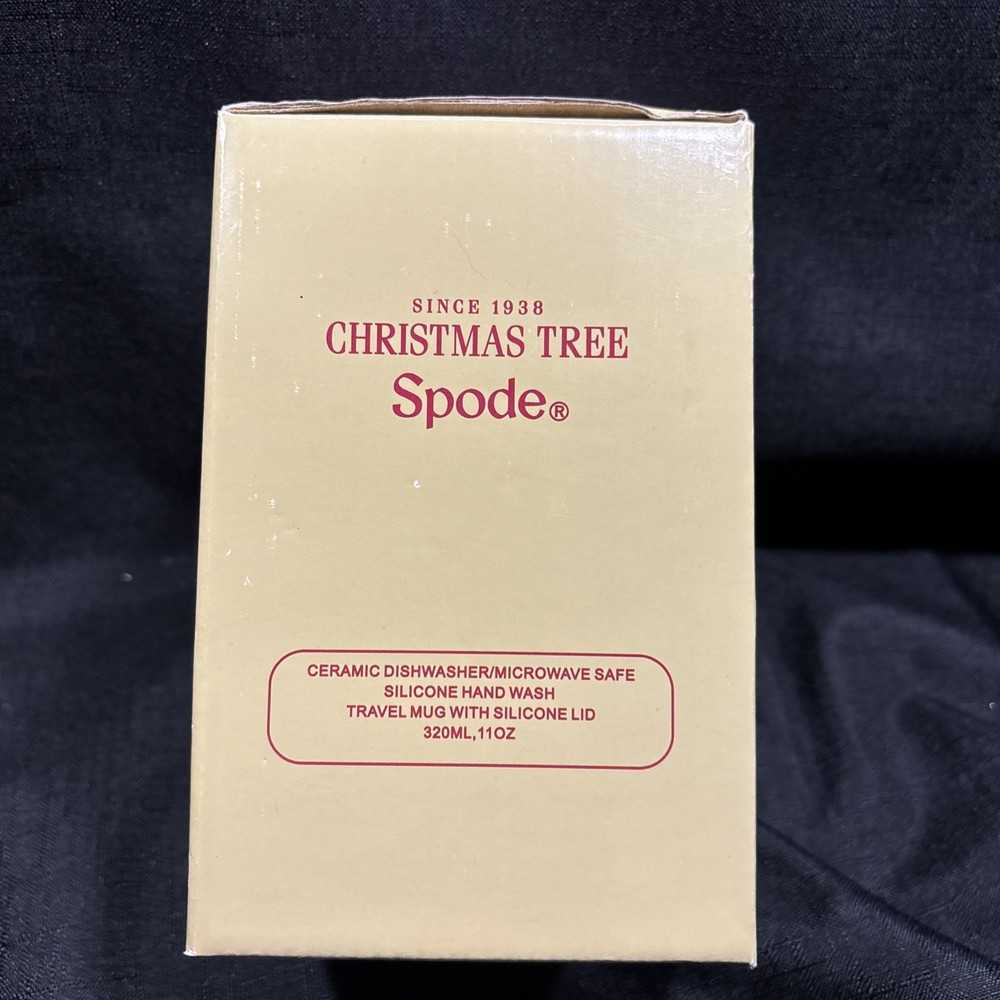 SINCE 1938
CHRISTMAS TREE
Spode®
CERAMIC DISHWASHER/MICROWAVE SAFE
SILICONE HAND WASH
TRAVEL MUG WITH SILICONE LID
320ML,11OZ